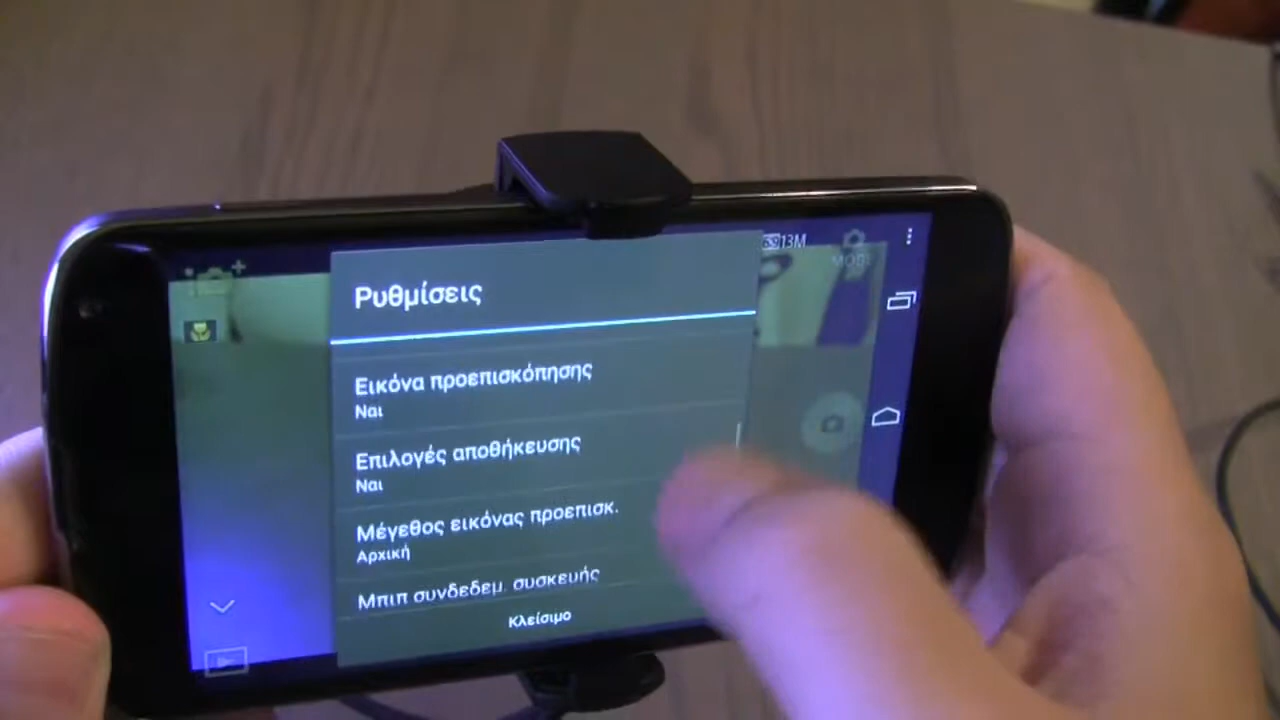 13M
Ρυθμίσεις
Εικόνα προεπισκόπησης
Ναι
Επιλογές αποθήκευσης
Ναι
Μέγεθος εικόνας προεπισκ.
Αρχική
Μπιπ συνδεδεμ. συσκευής
Κλείσιμο